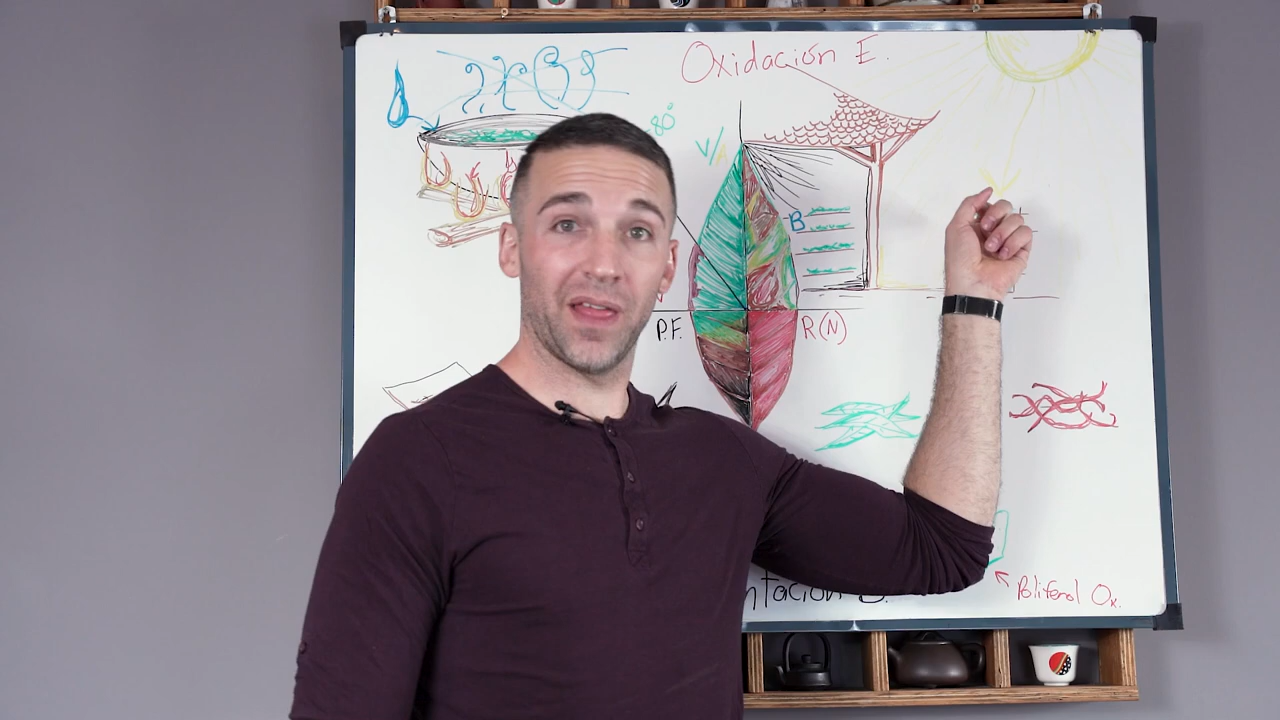 Oxidación E.
80°
V/A
B
P.F.
R(N)
ntación B.
Polifenol Ox.